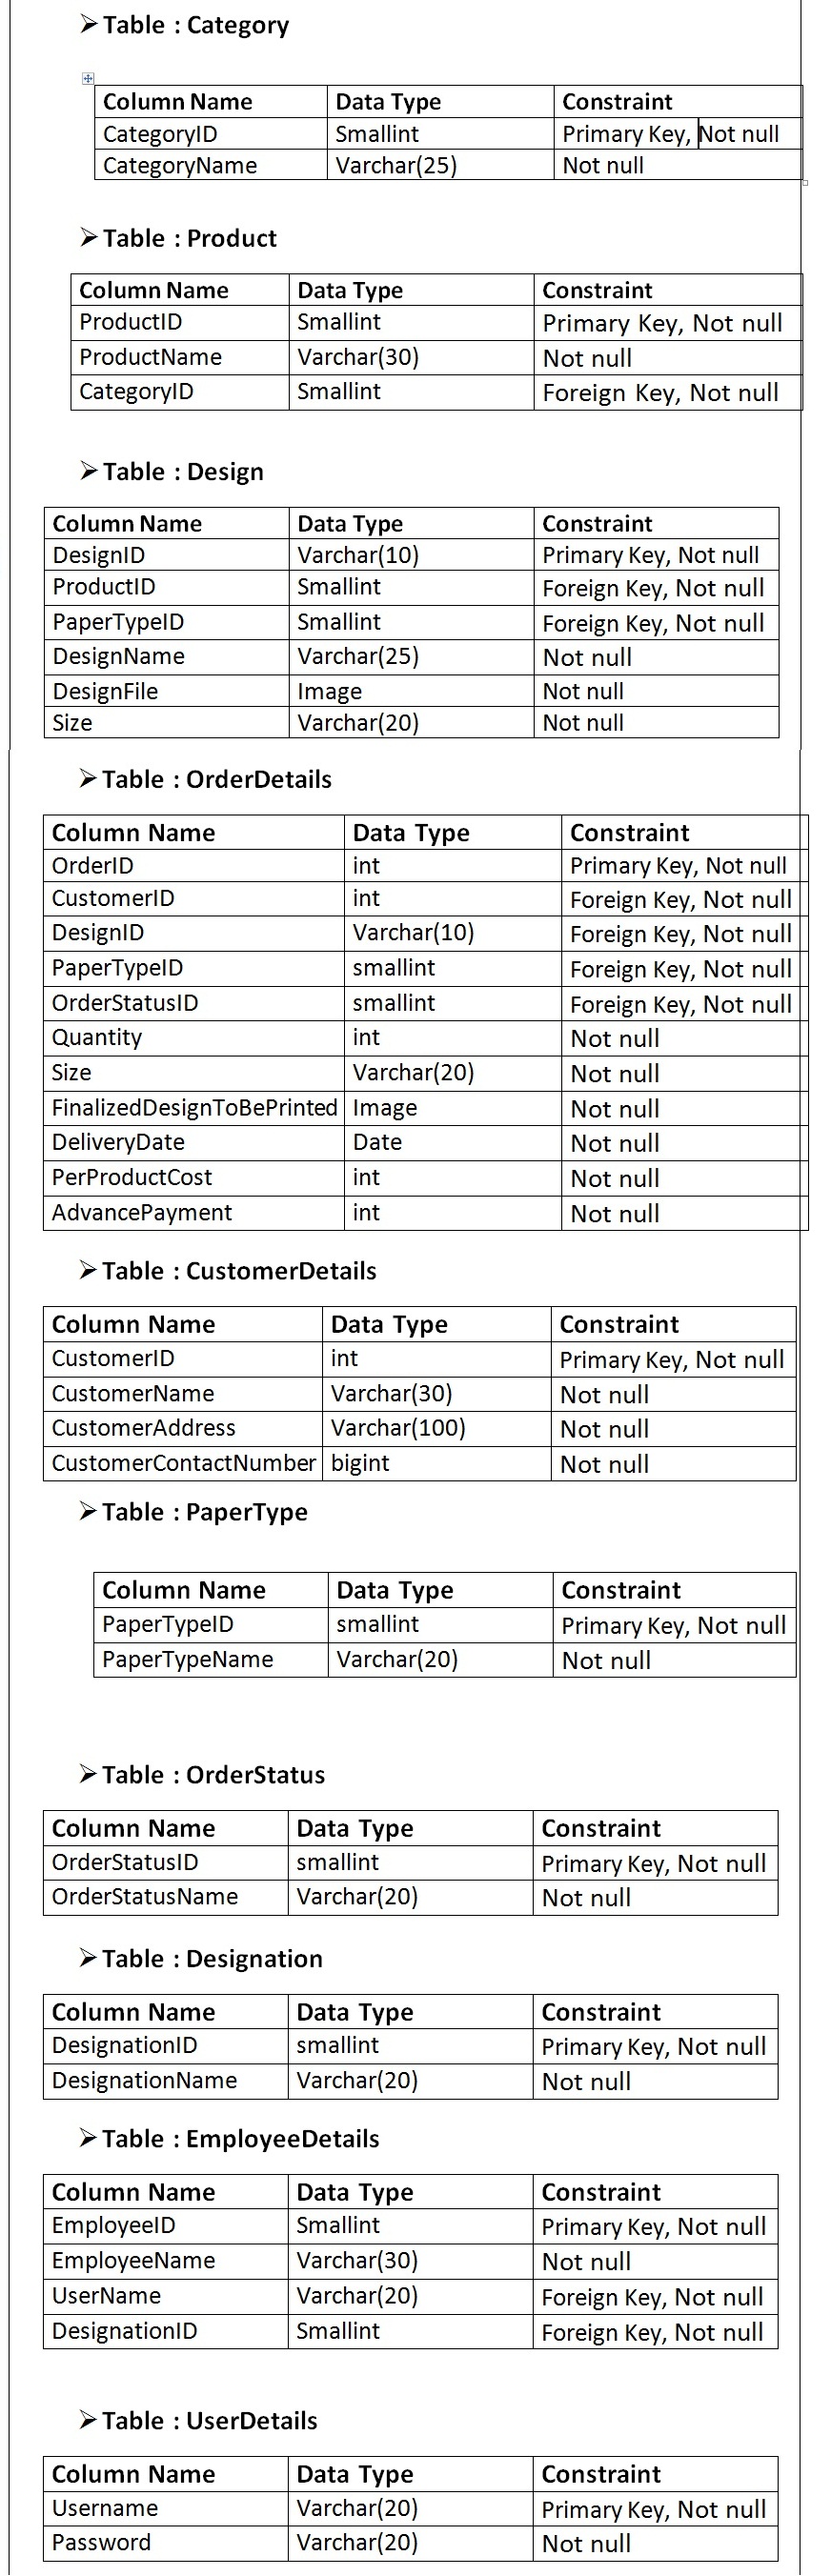 Table : Category
Column Name Data Type Constraint
CategoryID Smallint Primary Key, Not null
CategoryName Varchar(25) Not null
Table : Product
Column Name Data Type Constraint
ProductID Smallint Primary Key, Not null
ProductName Varchar(30) Not null
CategoryID Smallint Foreign Key, Not null
Table : Design
Column Name Data Type Constraint
DesignID Varchar(10) Primary Key, Not null
ProductID Smallint Foreign Key, Not null
PaperTypeID Smallint Foreign Key, Not null
DesignName Varchar(25) Not null
DesignFile Image Not null
Size Varchar(20) Not null
Table : OrderDetails
Column Name Data Type Constraint
OrderID int Primary Key, Not null
CustomerID int Foreign Key, Not null
DesignID Varchar(10) Foreign Key, Not null
PaperTypeID smallint Foreign Key, Not null
OrderStatusID smallint Foreign Key, Not null
Quantity int Not null
Size Varchar(20) Not null
FinalizedDesignToBePrinted Image Not null
DeliveryDate Date Not null
PerProductCost int Not null
AdvancePayment int Not null
Table : CustomerDetails
Column Name Data Type Constraint
CustomerID int Primary Key, Not null
CustomerName Varchar(30) Not null
CustomerAddress Varchar(100) Not null
CustomerContactNumber bigint Not null
Table : PaperType
Column Name Data Type Constraint
PaperTypeID smallint Primary Key, Not null
PaperTypeName Varchar(20) Not null
Table : OrderStatus
Column Name Data Type Constraint
OrderStatusID smallint Primary Key, Not null
OrderStatusName Varchar(20) Not null
Table : Designation
Column Name Data Type Constraint
DesignationID smallint Primary Key, Not null
DesignationName Varchar(20) Not null
Table : EmployeeDetails
Column Name Data Type Constraint
EmployeeID Smallint Primary Key, Not null
EmployeeName Varchar(30) Not null
UserName Varchar(20) Foreign Key, Not null
DesignationID Smallint Foreign Key, Not null
Table : UserDetails
Column Name Data Type Constraint
Username Varchar(20) Primary Key, Not null
Password Varchar(20) Not null